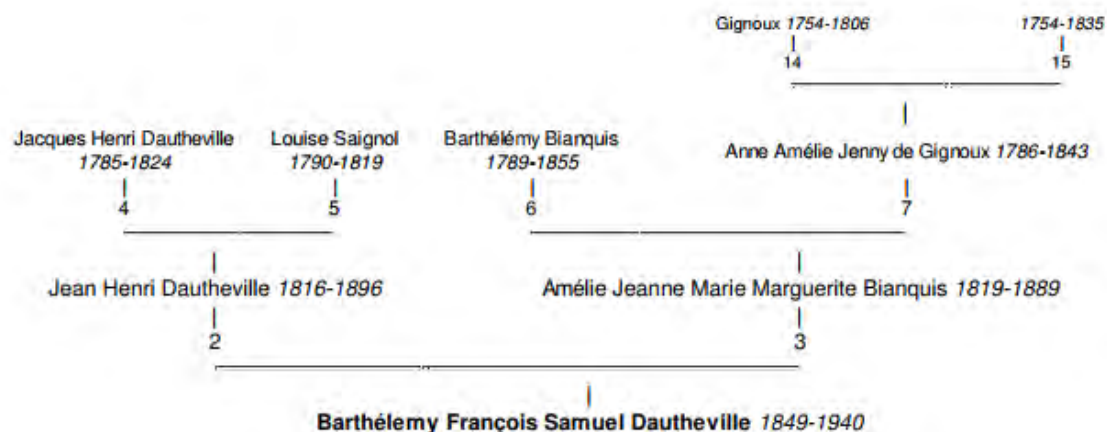 Gignoux 1754-1806 1754-1835
14 15
Jacques Henri Dautheville Louise Saignol Barthélémy Bianquis
1785-1824 1790-1819 1789-1855
Anne Amélie Jenny de Gignoux 1786-1843
4 5 6 7
Jean Henri Dautheville 1816-1896 Amélie Jeanne Marie Marguerite Bianquis 1819-1889
2 3
Barthélemy François Samuel Dautheville 1849-1940